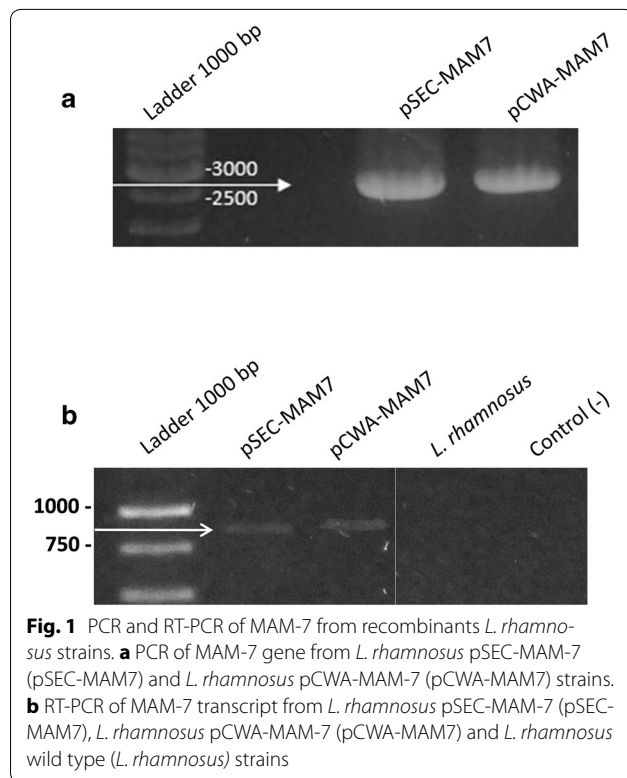 a
Ladder 1000 bp
pSEC-MAM7
pCWA-MAM7
-3000
-2500
b
Ladder 1000 bp
pSEC-MAM7
pCWA-MAM7
L. rhamnosus
Control (-)
1000 -
750 -
Fig. 1 PCR and RT-PCR of MAM-7 from recombinants L. rhamno-
sus strains. a PCR of MAM-7 gene from L. rhamnosus pSEC-MAM-7
(pSEC-MAM7) and L. rhamnosus pCWA-MAM-7 (pCWA-MAM7) strains.
b RT-PCR of MAM-7 transcript from L. rhamnosus pSEC-MAM-7 (pSEC-
MAM7), L. rhamnosus pCWA-MAM-7 (pCWA-MAM7) and L. rhamnosus
wild type (L. rhamnosus) strains